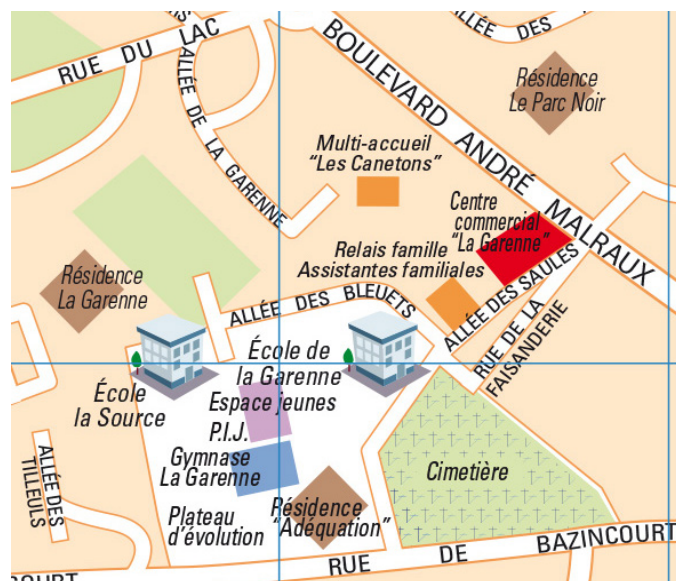 RUE DU LAC
ALLÉE DE LA GARENNE
BOULEVARD ANDRÉ MALRAUX
ALLÉE DES
Résidence
Le Parc Noir
Multi-accueil
"Les Canetons"
Centre
commercial
"La Garenne"
Relais famille
Assistantes familiales
Résidence
La Garenne
ALLÉE DES BLEUETS
ALLÉE DES SAULES
RUE DE LA
FAISANDERIE
École
la Source
École de
la Garenne
Espace jeunes
P.I.J.
Gymnase
La Garenne
Cimetière
ALLÉE DES
TILLEULS
Plateau
d'évolution
Résidence
"Adéquation"
RUE DE BAZINCOURT